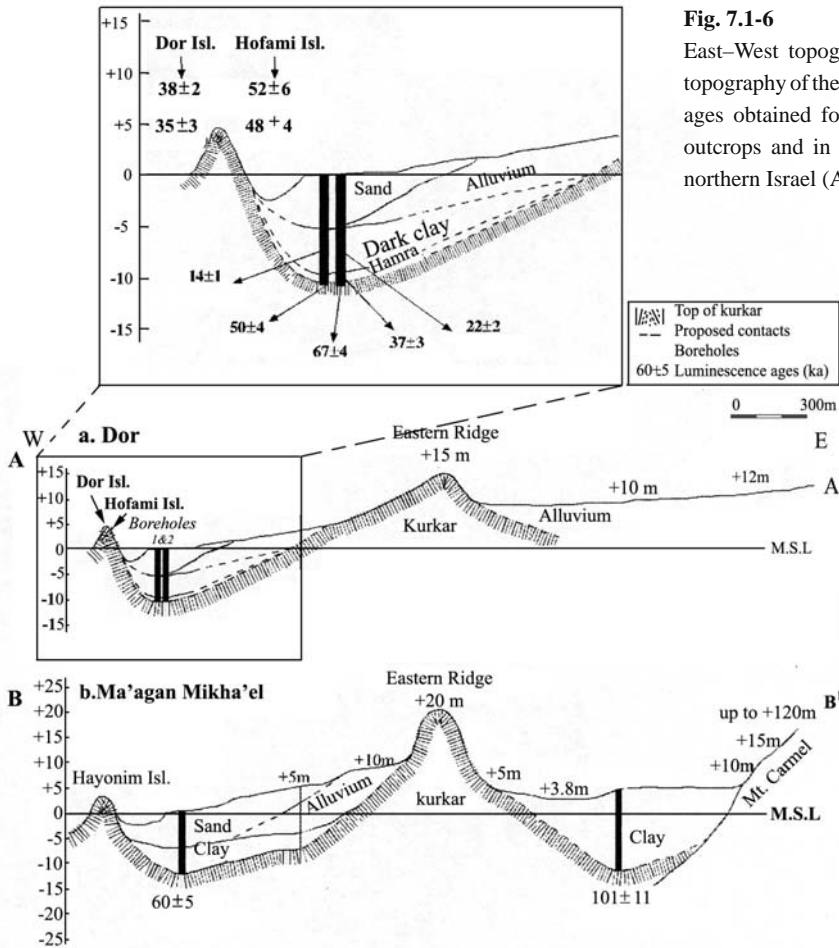 Fig. 7.1-6
East–West topog
topography of the
ages obtained fo
outcrops and in
northern Israel (A
+15
+10
+5
0
-5
-10
-15
Dor Isl. Hofami Isl.
38±2 52±6
35±3 48 + 4
Sand
Alluvium
Dark clay
Hamra
14±1
50±4
67±4
37±3
22±2
Top of kurkar
Proposed contacts
Boreholes
60±5 Luminescence ages (ka)
0 300m
W a. Dor E
A
A
+15
+10
+5
0
-5
-10
-15
Dor Isl.
Hofami Isl.
Boreholes
1&2
Eastern Ridge
+15 m
Kurkar
Alluvium
+10 m
+12m
M.S.L
B b.Ma'agan Mikha'el B'
+25
+20
+15
+10
+5
0
-5
-10
-15
-20
-25
Hayonim Isl.
Sand
Clay
60±5
+5m
+10m
Alluvium
Eastern Ridge
+20 m
kurkar
+5m
+3.8m
Clay
101±11
up to +120m
+15m
+10m
Mt. Carmel
M.S.L